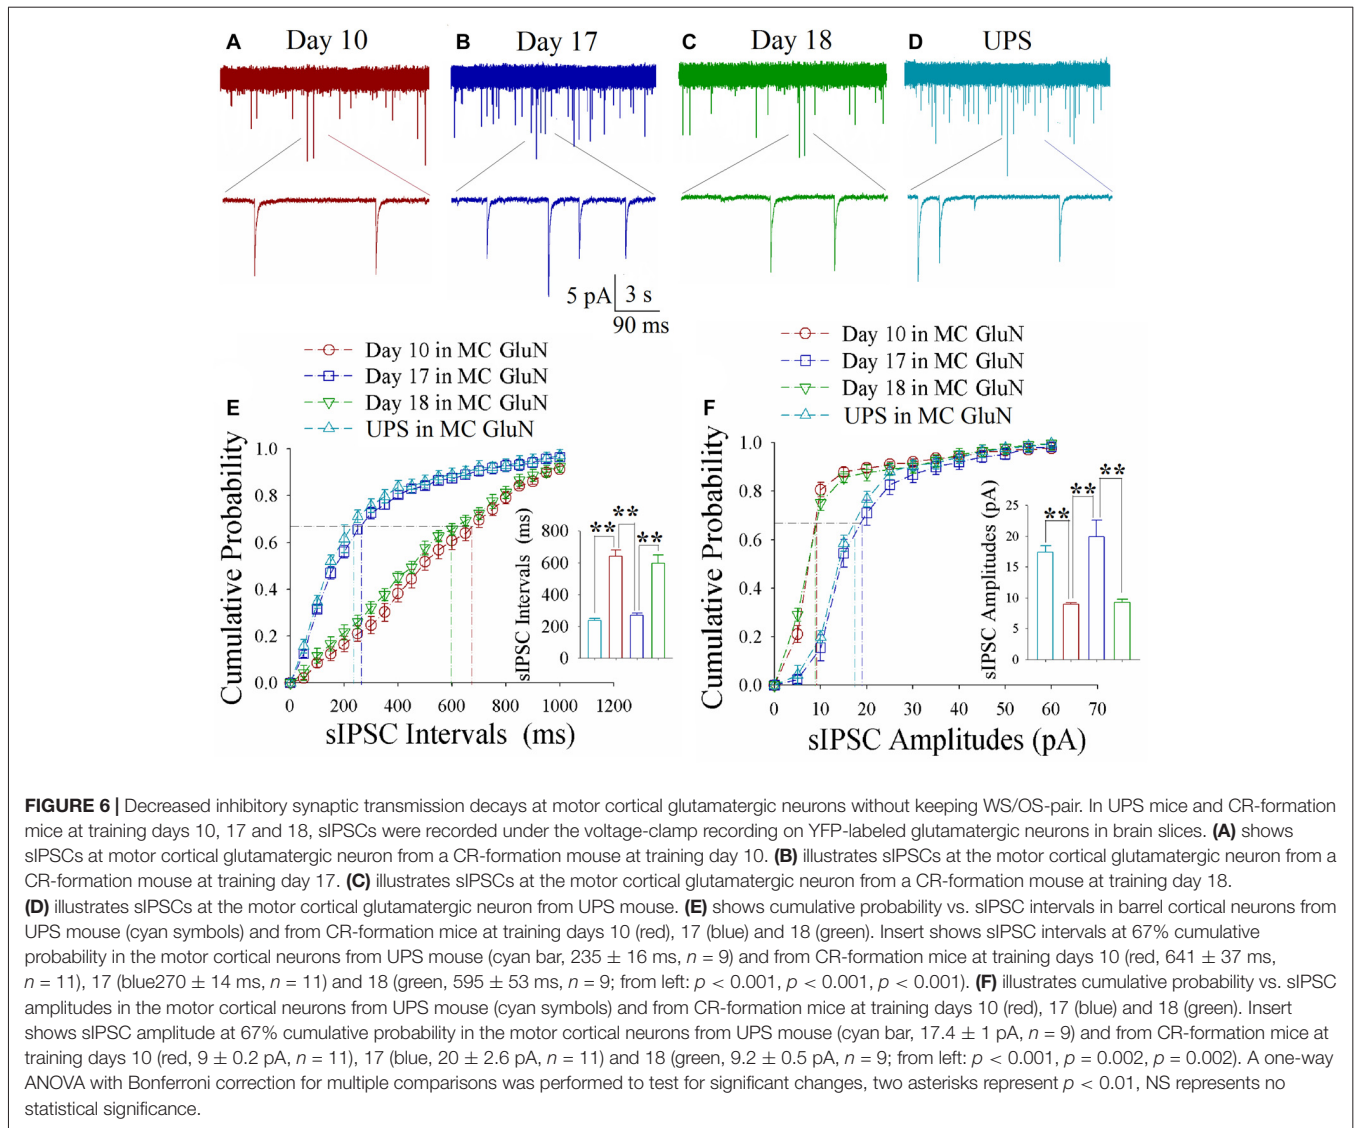 A Day 10 B Day 17 C Day 18 D UPS
5 pA 3 s
90 ms
Day 10 in MC GluN
Day 17 in MC GluN
Day 18 in MC GluN
UPS in MC GluN
E
Cumulative Probability
1.0
0.8
0.6
0.4
0.2
0.0
0 200 400 600 800 1000 1200
sIPSC Intervals (ms)
sIPSC Intervals (ms)
800
600
400
200
0
** ** **
Day 10 in MC GluN
Day 17 in MC GluN
Day 18 in MC GluN
UPS in MC GluN
F
Cumulative Probability
1.0
0.8
0.6
0.4
0.2
0.0
0 10 20 30 40 50 60 70
sIPSC Amplitudes (pA)
sIPSC Amplitudes (pA)
25
20
15
10
5
0
** ** **
FIGURE 6 | Decreased inhibitory synaptic transmission decays at motor cortical glutamatergic neurons without keeping WS/OS-pair. In UPS mice and CR-formation
mice at training days 10, 17 and 18, sIPSCs were recorded under the voltage-clamp recording on YFP-labeled glutamatergic neurons in brain slices. (A) shows
sIPSCs at motor cortical glutamatergic neuron from a CR-formation mouse at training day 10. (B) illustrates sIPSCs at the motor cortical glutamatergic neuron from a
CR-formation mouse at training day 17. (C) illustrates sIPSCs at the motor cortical glutamatergic neuron from a CR-formation mouse at training day 18.
(D) illustrates sIPSCs at the motor cortical glutamatergic neuron from UPS mouse. (E) shows cumulative probability vs. sIPSC intervals in barrel cortical neurons from
UPS mouse (cyan symbols) and from CR-formation mice at training days 10 (red), 17 (blue) and 18 (green). Insert shows sIPSC intervals at 67% cumulative
probability in the motor cortical neurons from UPS mouse (cyan bar, 235 ± 16 ms, n = 9) and from CR-formation mice at training days 10 (red, 641 ± 37 ms,
n = 11), 17 (blue270 ± 14 ms, n = 11) and 18 (green, 595 ± 53 ms, n = 9; from left: p < 0.001, p < 0.001, p < 0.001). (F) illustrates cumulative probability vs. sIPSC
amplitudes in the motor cortical neurons from UPS mouse (cyan symbols) and from CR-formation mice at training days 10 (red), 17 (blue) and 18 (green). Insert
shows sIPSC amplitude at 67% cumulative probability in the motor cortical neurons from UPS mouse (cyan bar, 17.4 ± 1 pA, n = 9) and from CR-formation mice at
training days 10 (red, 9 ± 0.2 pA, n = 11), 17 (blue, 20 ± 2.6 pA, n = 11) and 18 (green, 9.2 ± 0.5 pA, n = 9; from left: p < 0.001, p = 0.002, p = 0.002). A one-way
ANOVA with Bonferroni correction for multiple comparisons was performed to test for significant changes, two asterisks represent p < 0.01, NS represents no
statistical significance.